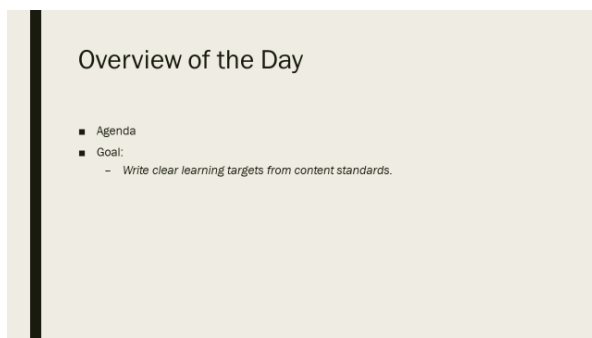 Overview of the Day
■ Agenda
■ Goal:
– Write clear learning targets from content standards.